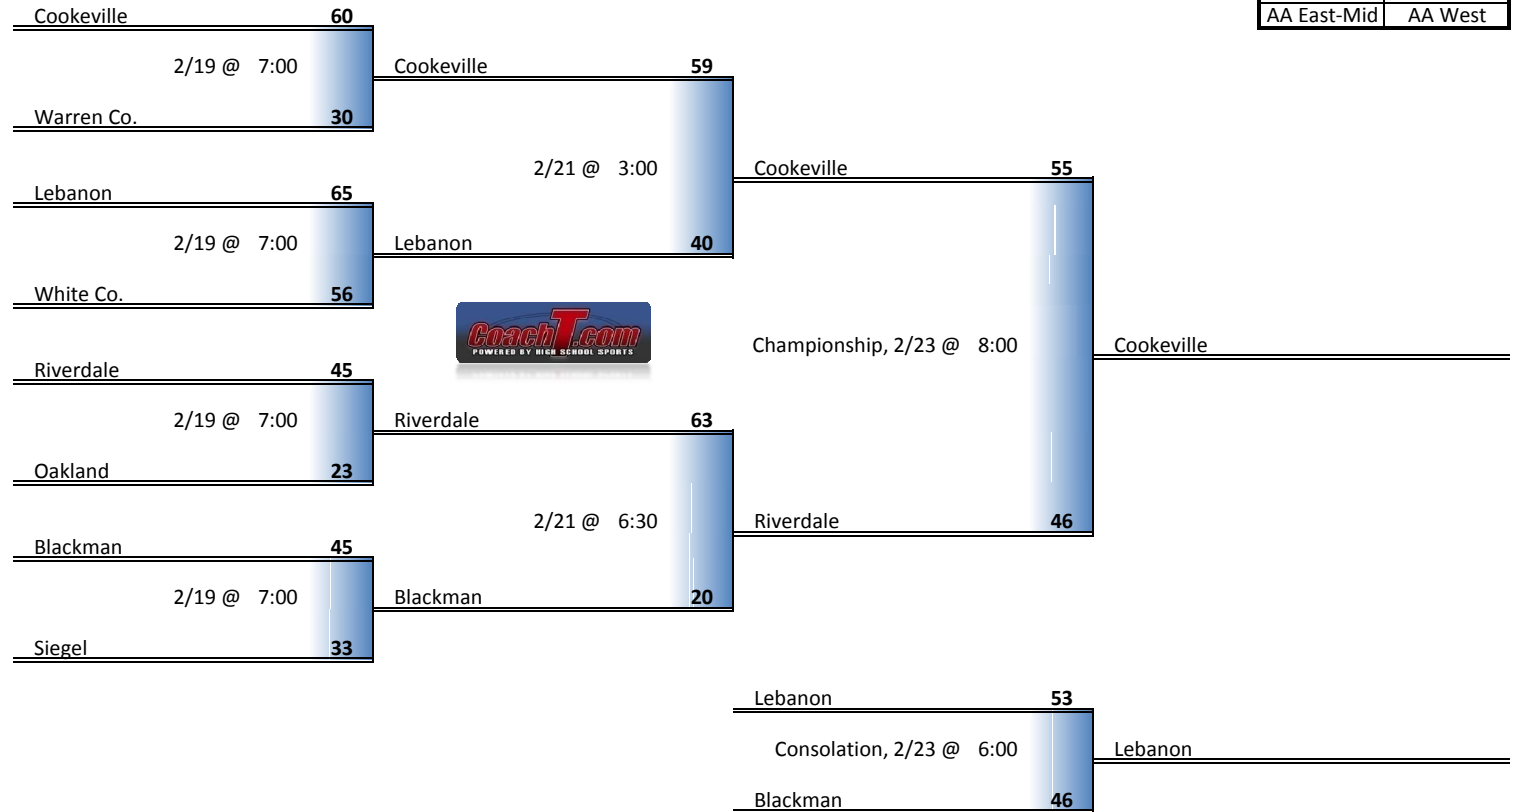 AA East-Mid AA West
Cookeville 60
2/19 @ 7:00
Warren Co. 30
Lebanon 65
2/19 @ 7:00
White Co. 56
Riverdale 45
2/19 @ 7:00
Oakland 23
Blackman 45
2/19 @ 7:00
Siegel 33
Cookeville 59
2/21 @ 3:00
Lebanon 40
CoachT.com
POWERED BY HIGH SCHOOL SPORTS
Riverdale 63
2/21 @ 6:30
Blackman 20
Cookeville 55
Championship, 2/23 @ 8:00
Riverdale 46
Cookeville
Lebanon 53
Consolation, 2/23 @ 6:00
Blackman 46
Lebanon